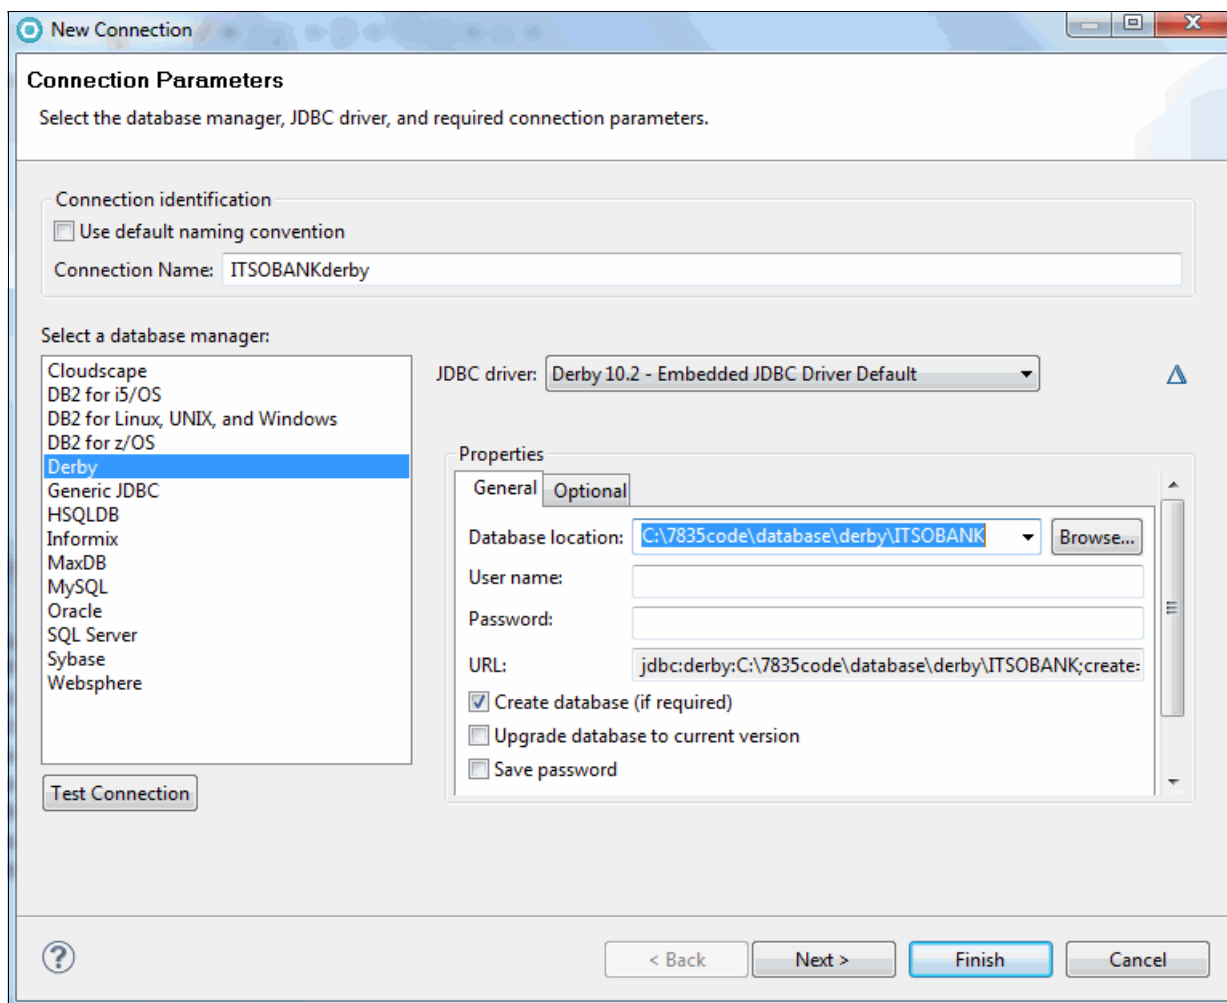 New Connection
Connection Parameters
Select the database manager, JDBC driver, and required connection parameters.
Connection identification
Use default naming convention
Connection Name: ITSOBANKderby
Select a database manager:
Cloudscape
DB2 for i5/OS
DB2 for Linux, UNIX, and Windows
DB2 for z/OS
Derby
Generic JDBC
HSQLDB
Informix
MaxDB
MySQL
Oracle
SQL Server
Sybase
Websphere
Test Connection
JDBC driver: Derby 10.2 - Embedded JDBC Driver Default
Properties
General Optional
Database location: C:\7835code\database\derby\ITSOBANK Browse...
User name:
Password:
URL: jdbc:derby:C:\7835code\database\derby\ITSOBANK;create=
Create database (if required)
Upgrade database to current version
Save password
? < Back Next > Finish Cancel